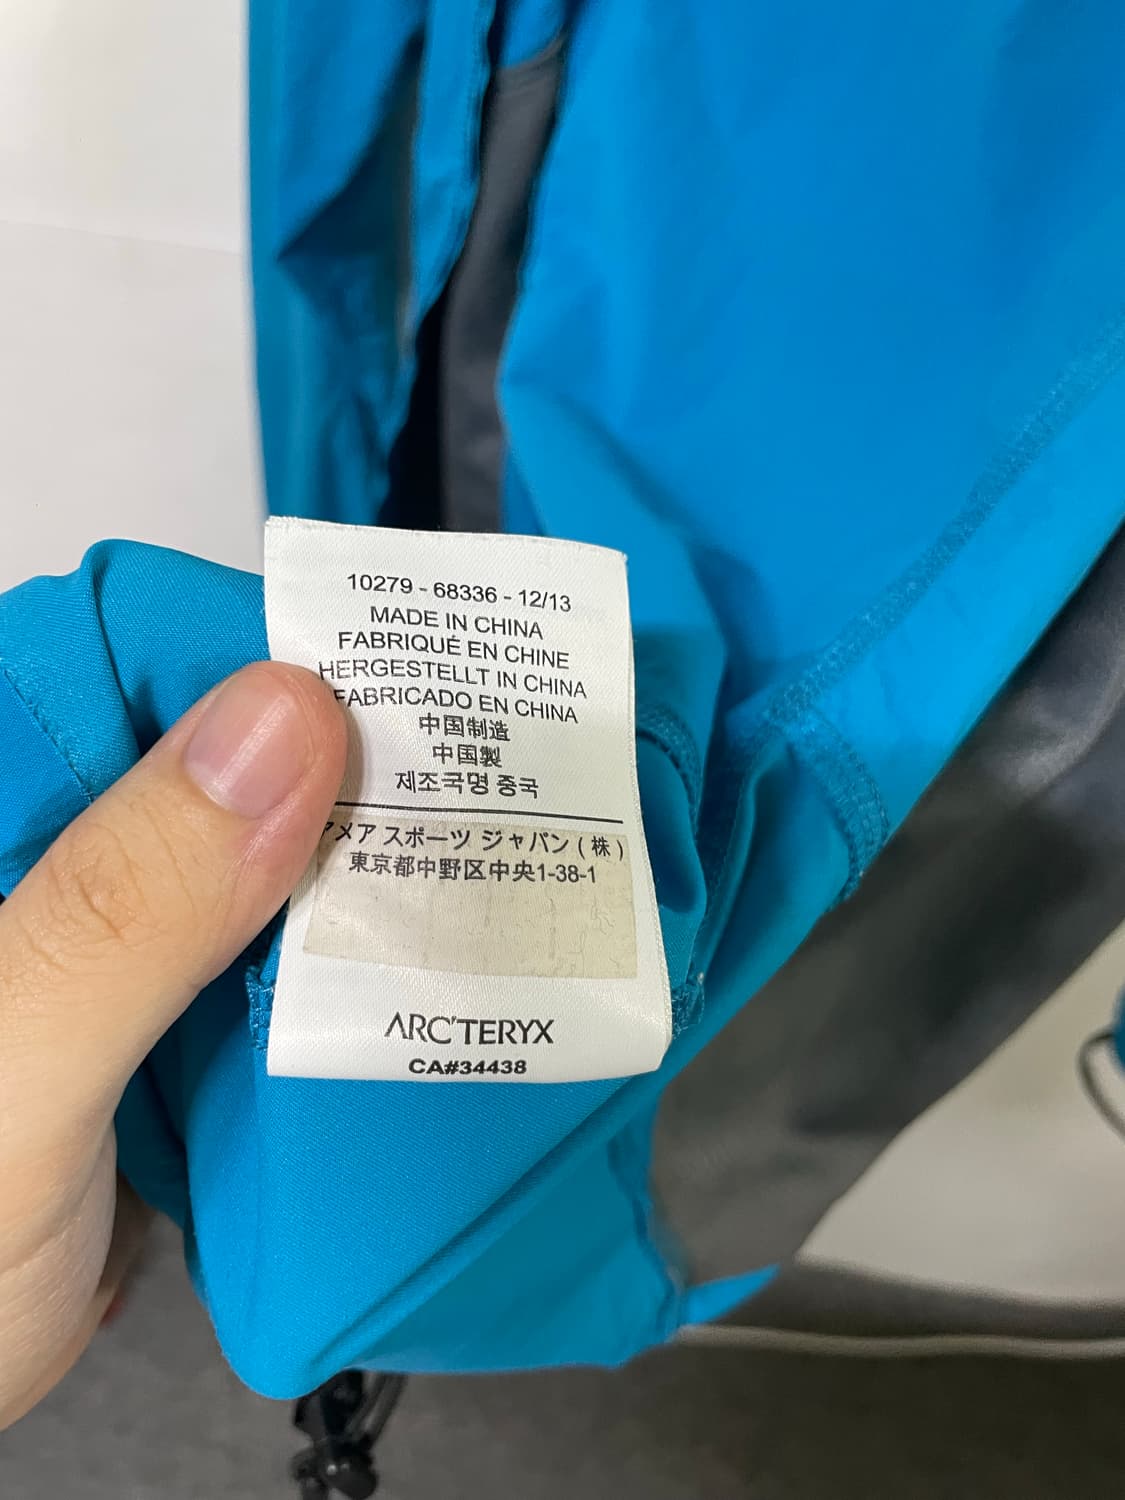 10279 - 68336 - 12/13
MADE IN CHINA
FABRIQUÉ EN CHINE
HERGESTELLT IN CHINA
FABRICADO EN CHINA
中国制造
中国製
제조국명 중국
アメア スポーツ ジャパン ( 株 )
東京都中野区中央1-38-1
ARC'TERYX
CA#34438